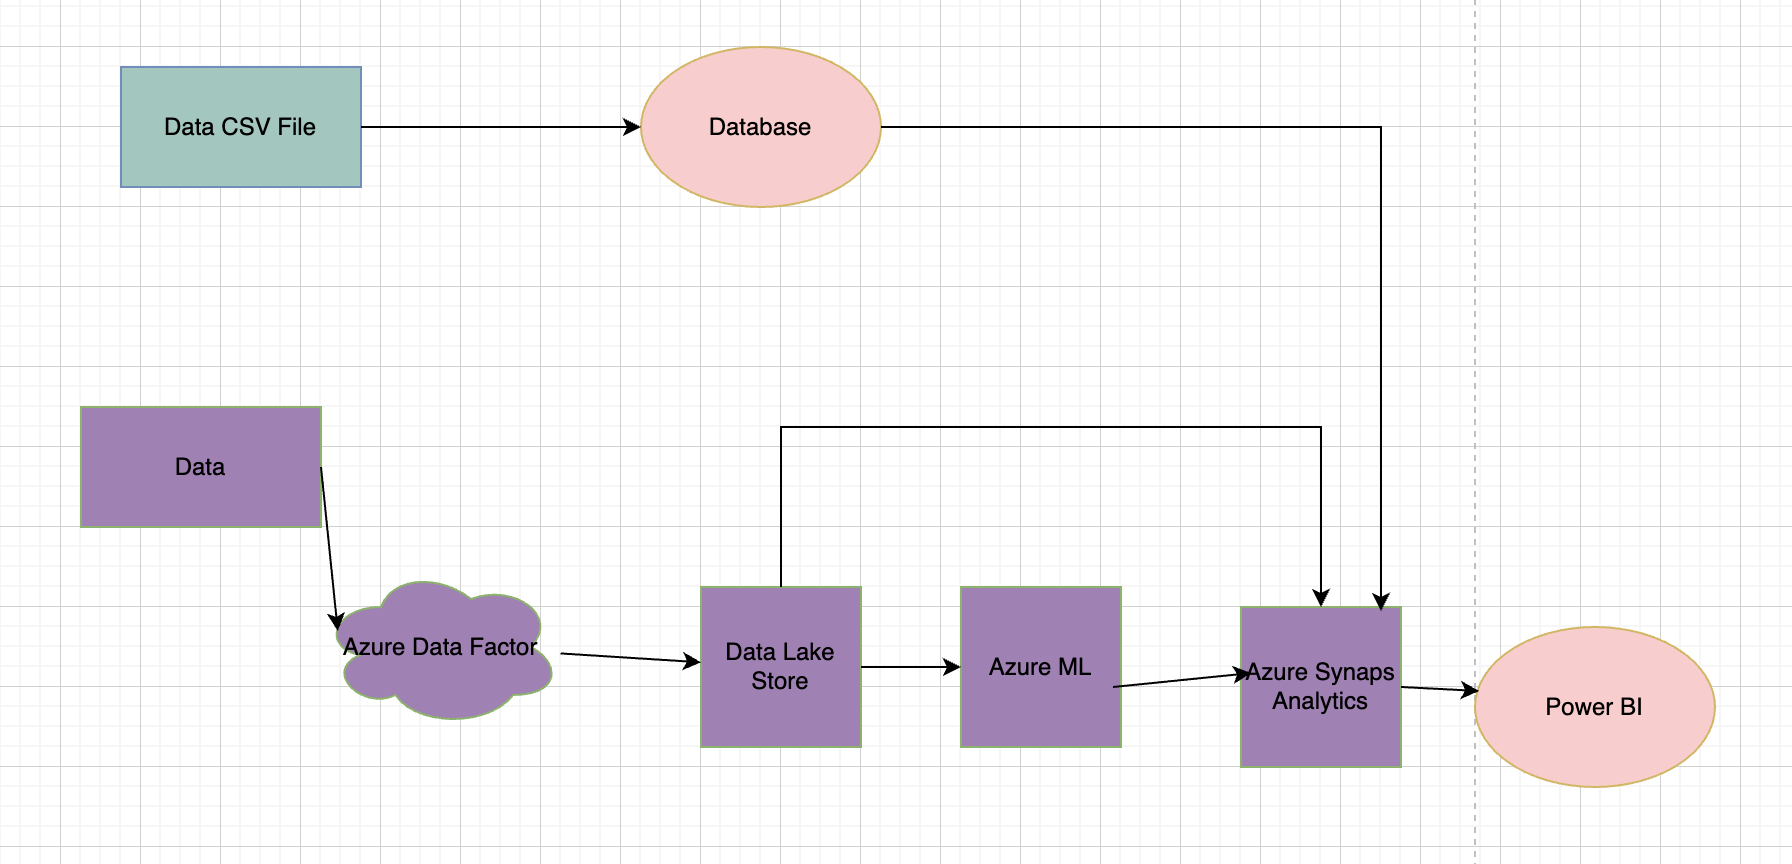 Data CSV File
Database
Data
Azure Data Factor
Data Lake
Store
Azure ML
Azure Synaps
Analytics
Power BI